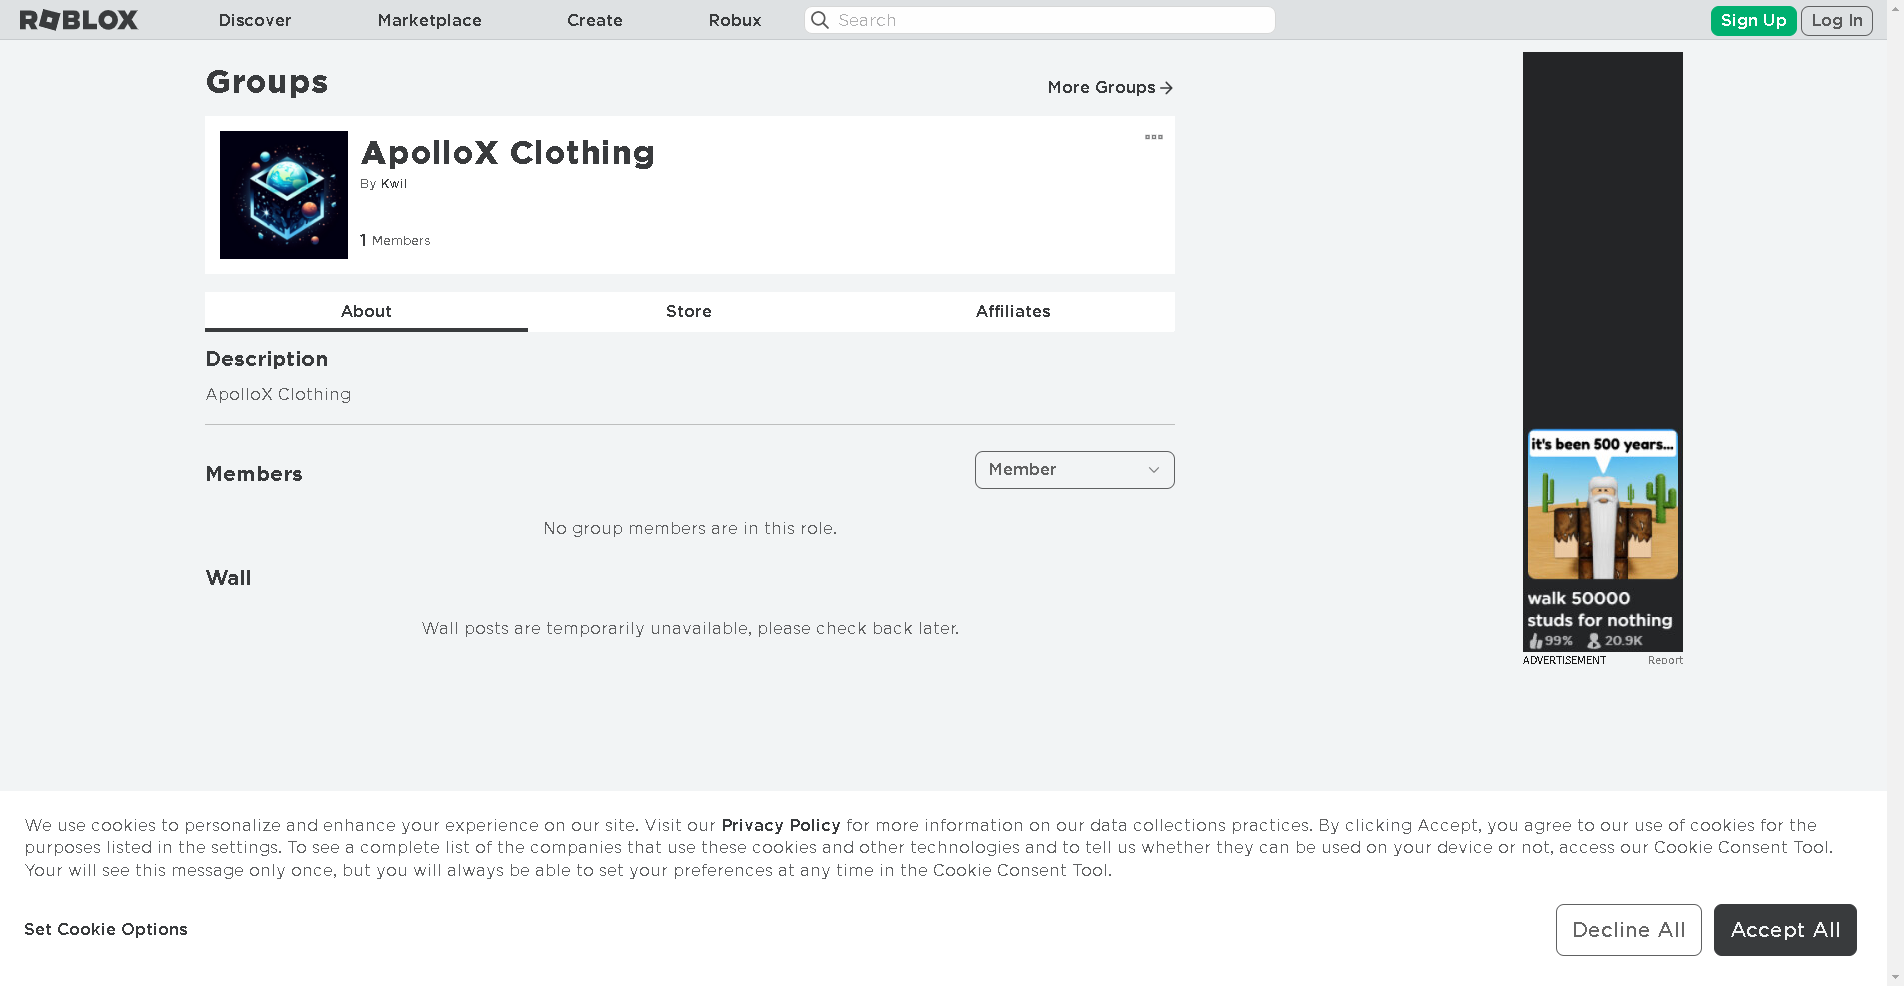 ROBLOX Discover Marketplace Create Robux Search Sign Up Log In
Groups
More Groups
ApolloX Clothing
By Kwil
1 Members
About Store Affiliates
Description
ApolloX Clothing
Members
Member
No group members are in this role.
Wall
Wall posts are temporarily unavailable, please check back later.
it's been 500 years...
walk 50000
studs for nothing
99% 20.9K
ADVERTISEMENT Report
We use cookies to personalize and enhance your experience on our site. Visit our Privacy Policy for more information on our data collections practices. By clicking Accept, you agree to our use of cookies for the
purposes listed in the settings. To see a complete list of the companies that use these cookies and other technologies and to tell us whether they can be used on your device or not, access our Cookie Consent Tool.
Your will see this message only once, but you will always be able to set your preferences at any time in the Cookie Consent Tool.
Set Cookie Options
Decline All
Accept All